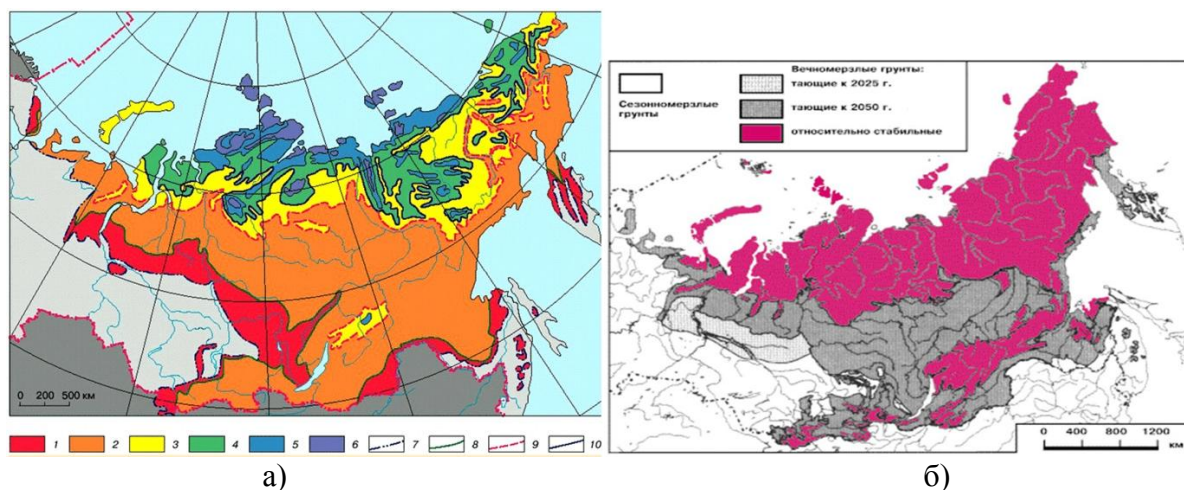 0 200 500 км
1 2 3 4 5 6 7 8 9 10
а)
Сезонномерзлые
грунты
Вечномерзлые грунты:
тающие к 2025 г.
тающие к 2050 г.
относительно стабильные
0 400 800 1200
км
б)